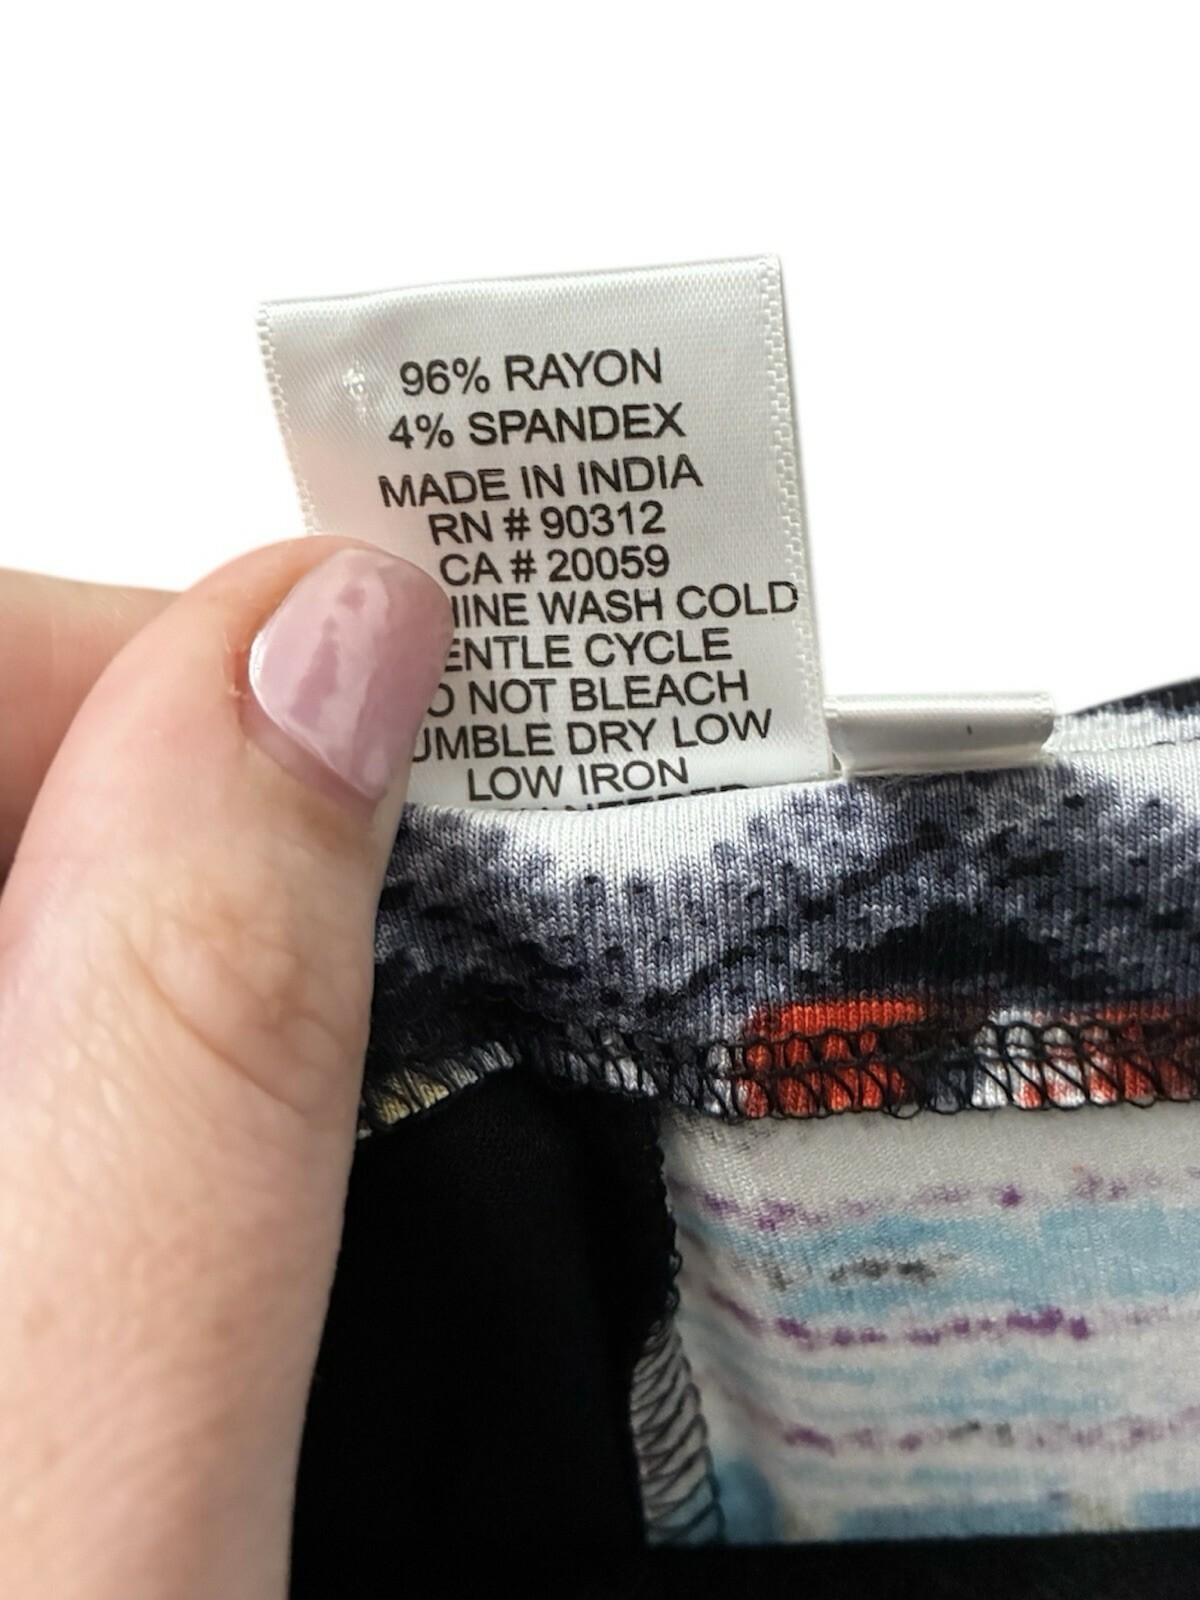 96% RAYON
4% SPANDEX
MADE IN INDIA
RN # 90312
CA # 20059
HINE WASH COLD
ENTLE CYCLE
O NOT BLEACH
UMBLE DRY LOW
LOW IRON
NEEDED